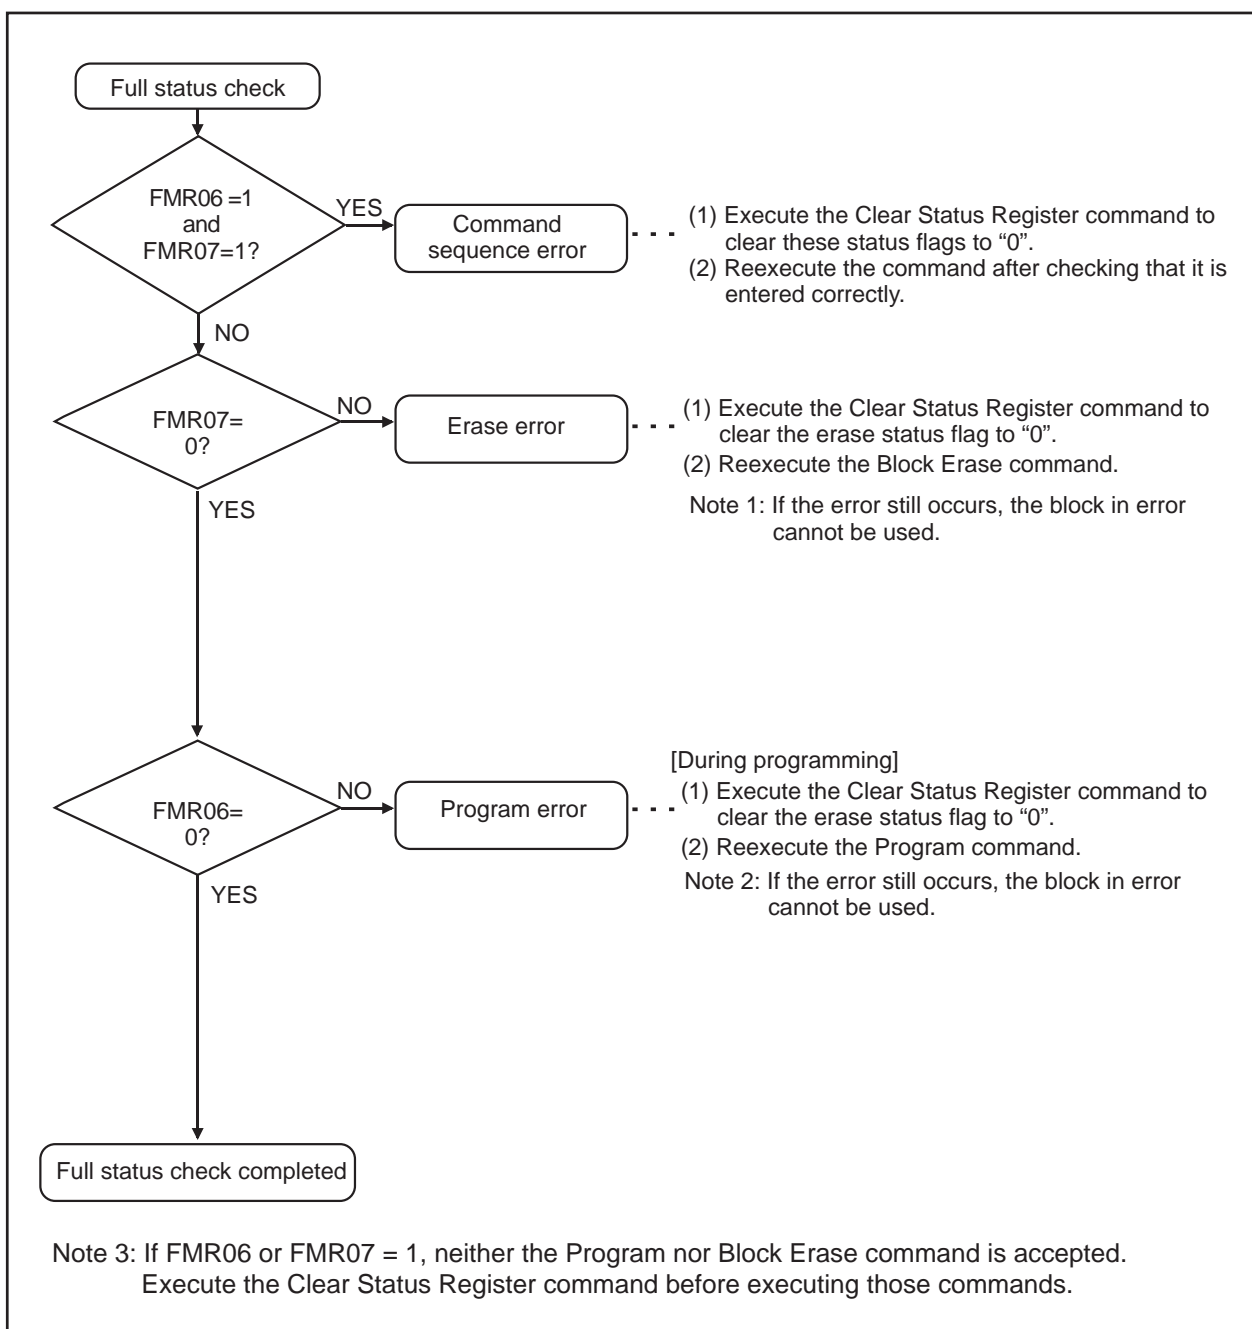 Full status check
FMR06 =1
and
FMR07=1?
YES
Command
sequence error
(1) Execute the Clear Status Register command to
clear these status flags to “0”.
(2) Reexecute the command after checking that it is
entered correctly.
NO
FMR07=
0?
NO
Erase error
(1) Execute the Clear Status Register command to
clear the erase status flag to “0”.
(2) Reexecute the Block Erase command.
Note 1: If the error still occurs, the block in error
cannot be used.
YES
FMR06=
0?
NO
Program error
[During programming]
(1) Execute the Clear Status Register command to
clear the erase status flag to “0”.
(2) Reexecute the Program command.
Note 2: If the error still occurs, the block in error
cannot be used.
YES
Full status check completed
Note 3: If FMR06 or FMR07 = 1, neither the Program nor Block Erase command is accepted.
Execute the Clear Status Register command before executing those commands.